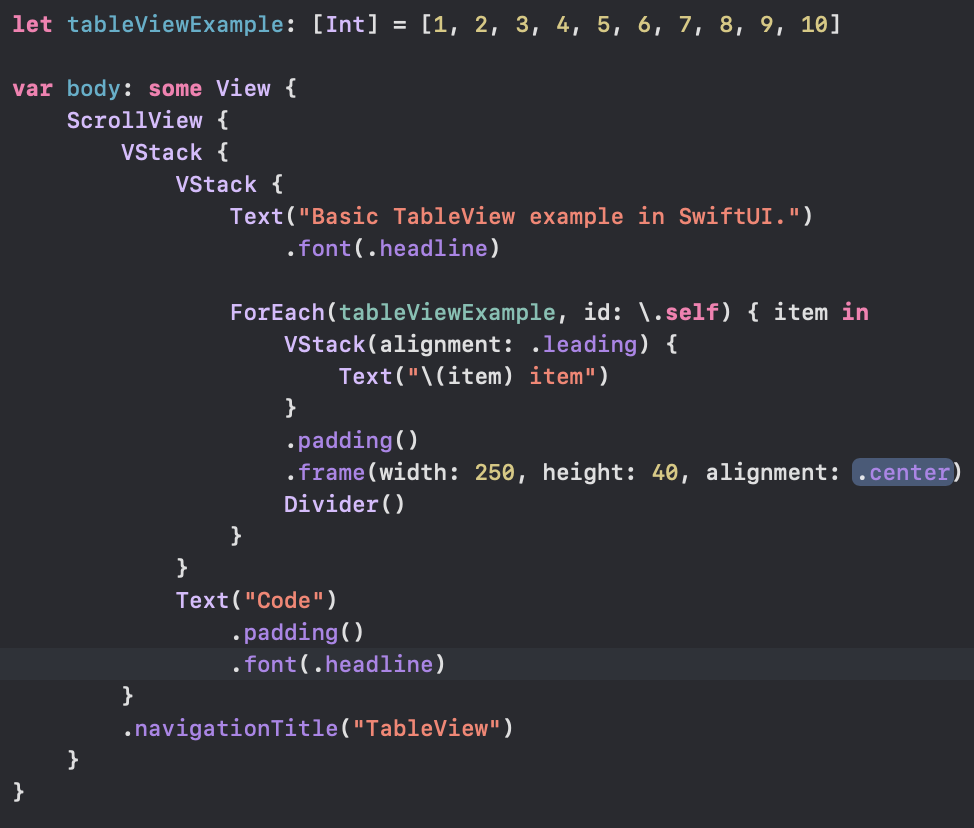 let tableViewExample: [Int] = [1, 2, 3, 4, 5, 6, 7, 8, 9, 10]

var body: some View {
    ScrollView {
        VStack {
            VStack {
                Text("Basic TableView example in SwiftUI.")
                    .font(.headline)

                ForEach(tableViewExample, id: \.self) { item in
                    VStack(alignment: .leading) {
                        Text("\(item) item")
                    }
                    .padding()
                    .frame(width: 250, height: 40, alignment: .center)
                    Divider()
                }
            }
            Text("Code")
                .padding()
                .font(.headline)
        }
        .navigationTitle("TableView")
    }
}